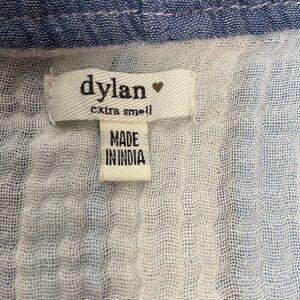 dylan ♥
extra small
MADE
IN INDIA